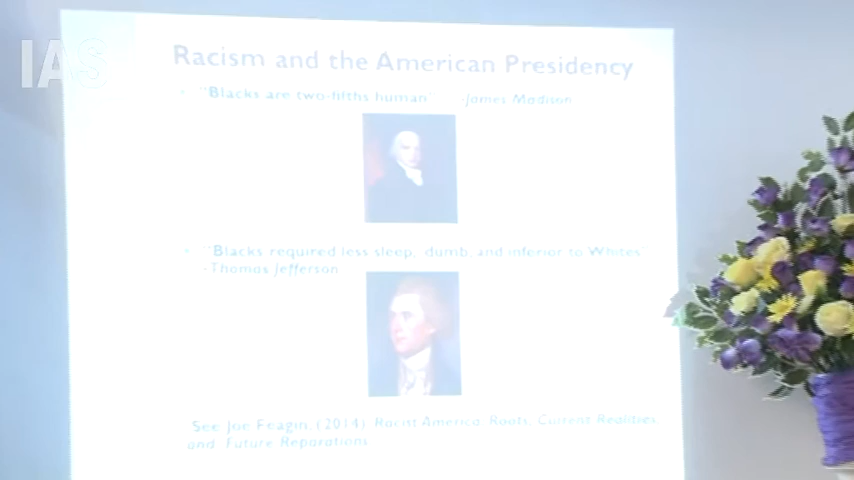 IAS
Racism and the American Presidency
• "Blacks are two-fifths human" -James Madison
• "Blacks required less sleep, dumb, and inferior to Whites"
-Thomas Jefferson
See Joe Feagin, (2014) Racist America: Roots, Current Realities,
and Future Reparations